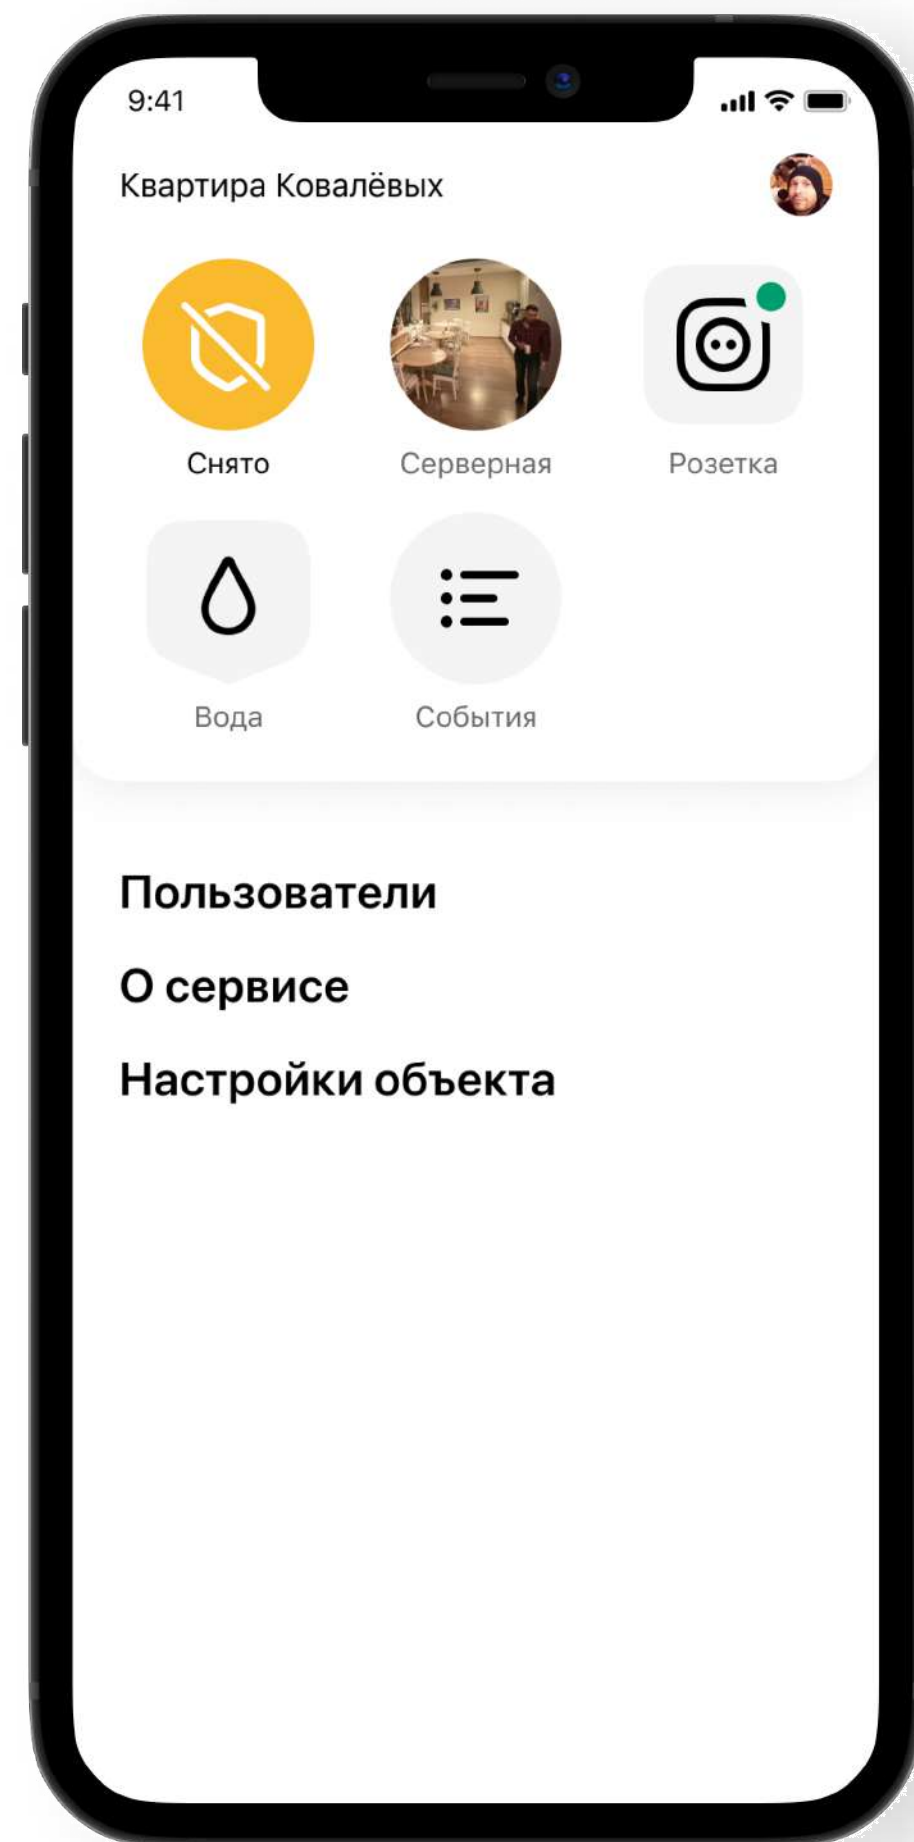 9:41
Квартира Ковалёвых
Снято
Серверная
Розетка
Вода
События
Пользователи
О сервисе
Настройки объекта